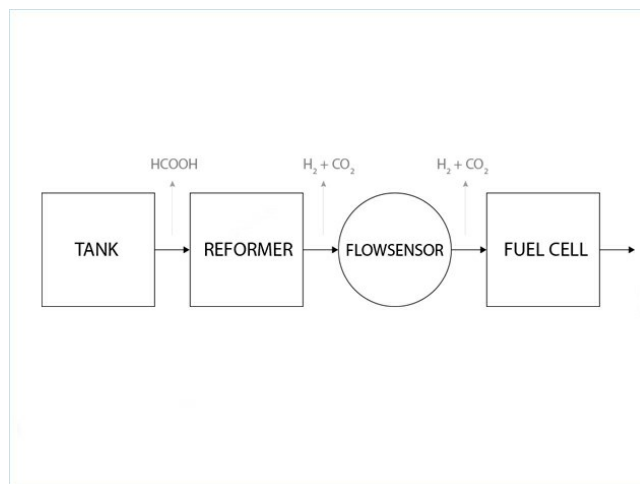 HCOOH
H₂ + CO₂
H₂ + CO₂
TANK
REFORMER
FLOWSENSOR
FUEL CELL